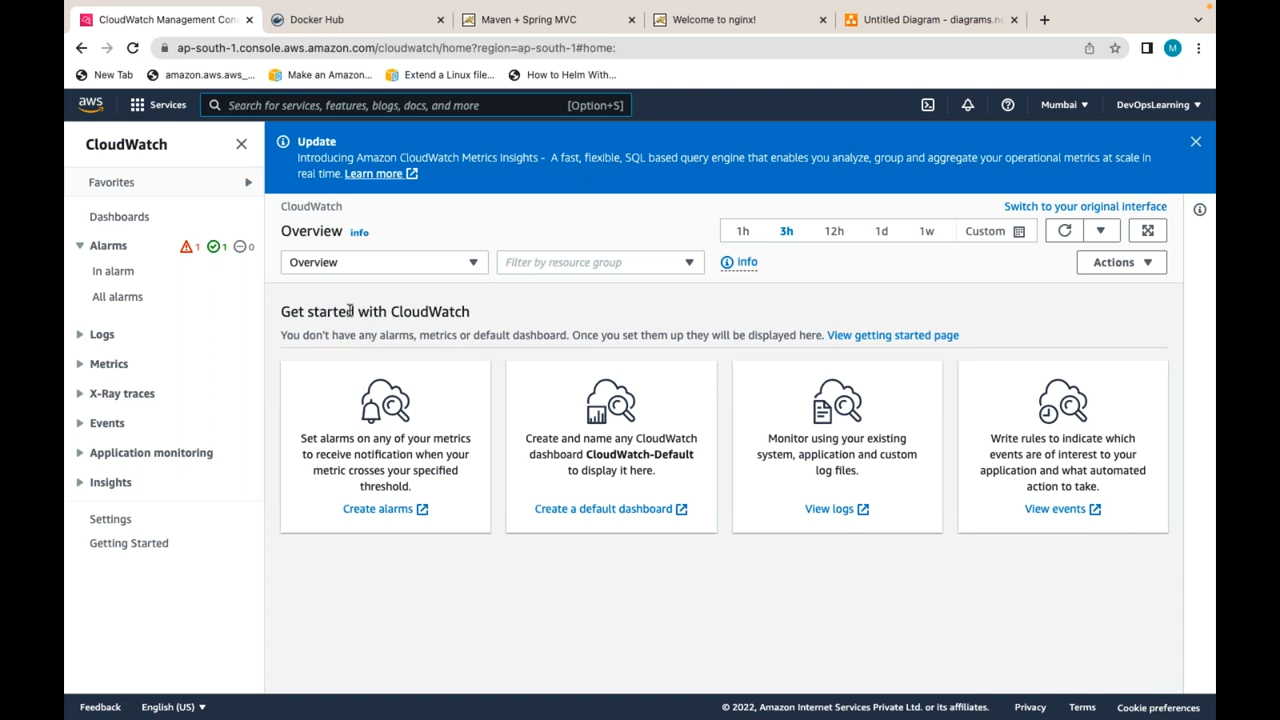 CloudWatch Management Con
Docker Hub
Maven + Spring MVC
Welcome to nginx!
Untitled Diagram - diagrams.ne
ap-south-1.console.aws.amazon.com/cloudwatch/home?region=ap-south-1#home:
M
New Tab
amazon.aws.aws_...
Make an Amazon...
Extend a Linux file...
How to Helm With...
aws
Services
Search for services, features, blogs, docs, and more
[Option+S]
Mumbai
DevOpsLearning
CloudWatch
Favorites
Dashboards
Alarms
1
1
0
In alarm
All alarms
Logs
Metrics
X-Ray traces
Events
Application monitoring
Insights
Settings
Getting Started
Update
Introducing Amazon CloudWatch Metrics Insights - A fast, flexible, SQL based query engine that enables you analyze, group and aggregate your operational metrics at scale in
real time. Learn more
CloudWatch
Switch to your original interface
Overview
info
1h
3h
12h
1d
1w
Custom
Overview
Filter by resource group
info
Actions
Get started with CloudWatch
You don't have any alarms, metrics or default dashboard. Once you set them up they will be displayed here. View getting started page
Set alarms on any of your metrics
to receive notification when your
metric crosses your specified
threshold.
Create alarms
Create and name any CloudWatch
dashboard CloudWatch-Default
to display it here.
Create a default dashboard
Monitor using your existing
system, application and custom
log files.
View logs
Write rules to indicate which
events are of interest to your
application and what automated
action to take.
View events
Feedback
English (US)
© 2022, Amazon Internet Services Private Ltd. or its affiliates.
Privacy
Terms
Cookie preferences